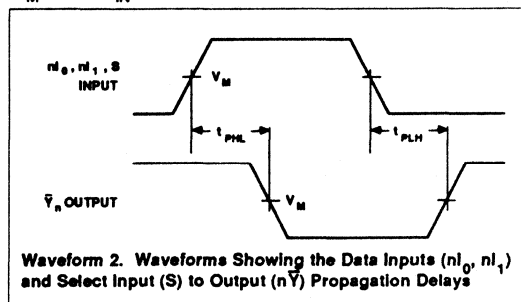 M IN
nI0, nI1, S
INPUT
VM
tPHL
tPLH
Ȳn OUTPUT
VM
Waveform 2. Waveforms Showing the Data Inputs (nI0, nI1)
and Select Input (S) to Output (nȲ) Propagation Delays